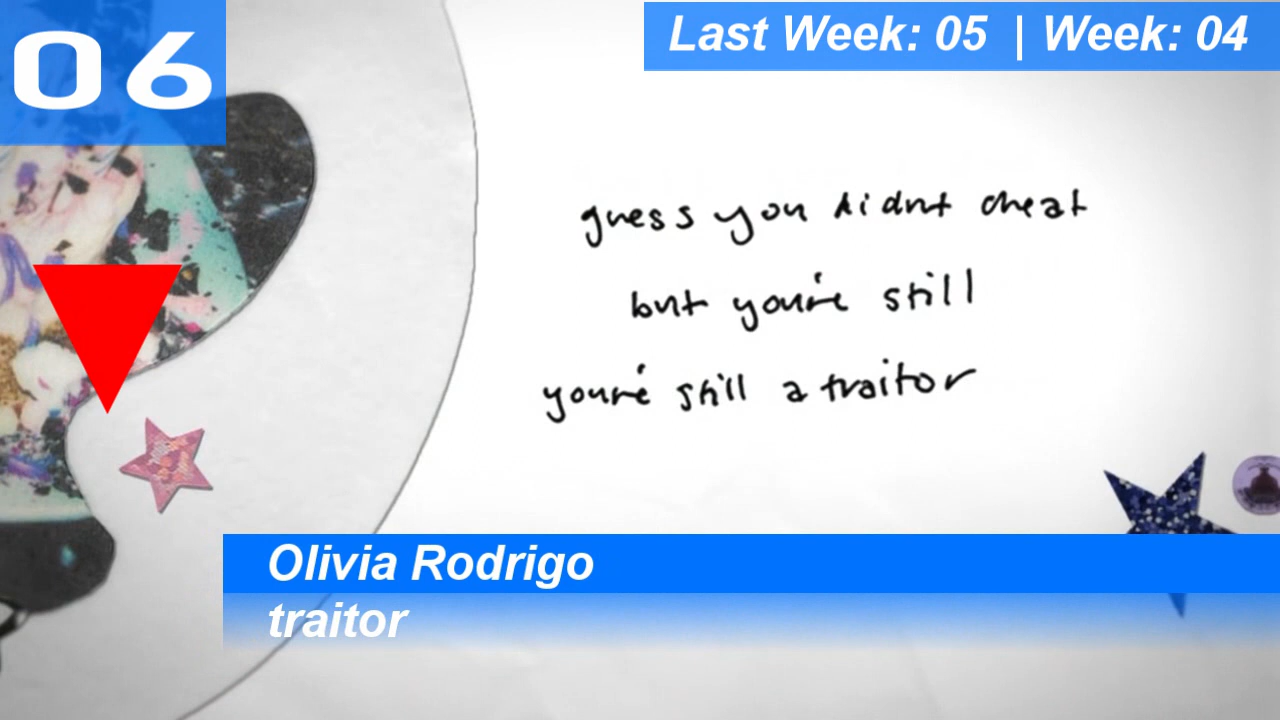 06
Last Week: 05 | Week: 04
guess you didnt cheat
but you're still
you're still a traitor
Olivia Rodrigo
traitor